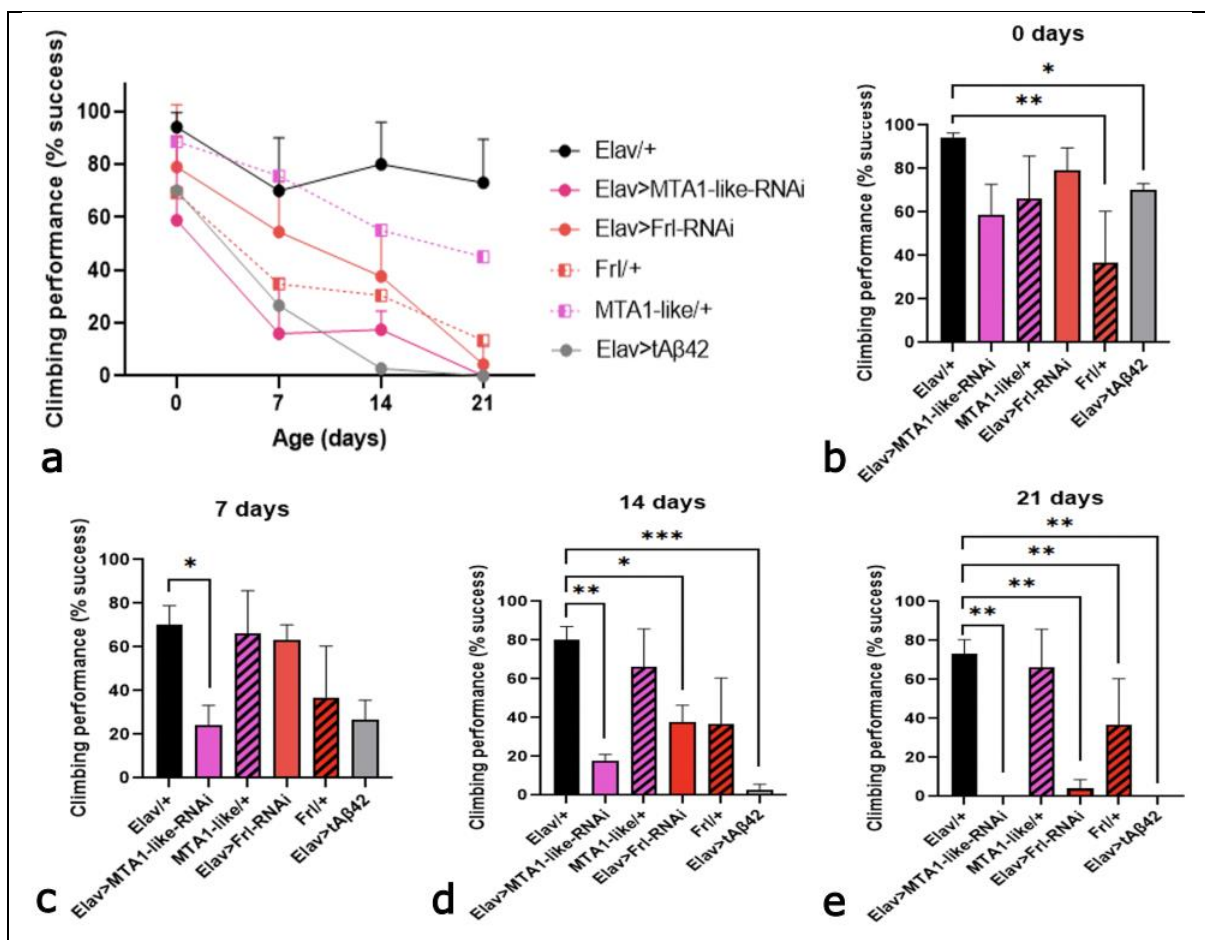 Climbing performance (% success)
100
80
60
40
20
0
0
7
14
21
Age (days)
Elav/+
Elav>MTA1-like-RNAi
Elav>Frl-RNAi
Frl/+
MTA1-like/+
Elav>tAβ42
a
0 days
*
**
Climbing performance (% success)
100
80
60
40
20
0
Elav/+
Elav>MTA1-like-RNAi
MTA1-like/+
Elav>Frl-RNAi
Frl/+
Elav>tAβ42
b
7 days
*
Climbing performance (% success)
100
80
60
40
20
0
Elav/+
Elav>MTA1-like-RNAi
MTA1-like/+
Elav>Frl-RNAi
Frl/+
Elav>tAβ42
c
14 days
***
*
**
Climbing performance (% success)
100
80
60
40
20
0
Elav/+
Elav>MTA1-like-RNAi
MTA1-like/+
Elav>Frl-RNAi
Frl/+
Elav>tAβ42
d
21 days
**
**
**
**
Climbing performance (% success)
100
80
60
40
20
0
Elav/+
Elav>MTA1-like-RNAi
MTA1-like/+
Elav>Frl-RNAi
Frl/+
Elav>tAβ42
e